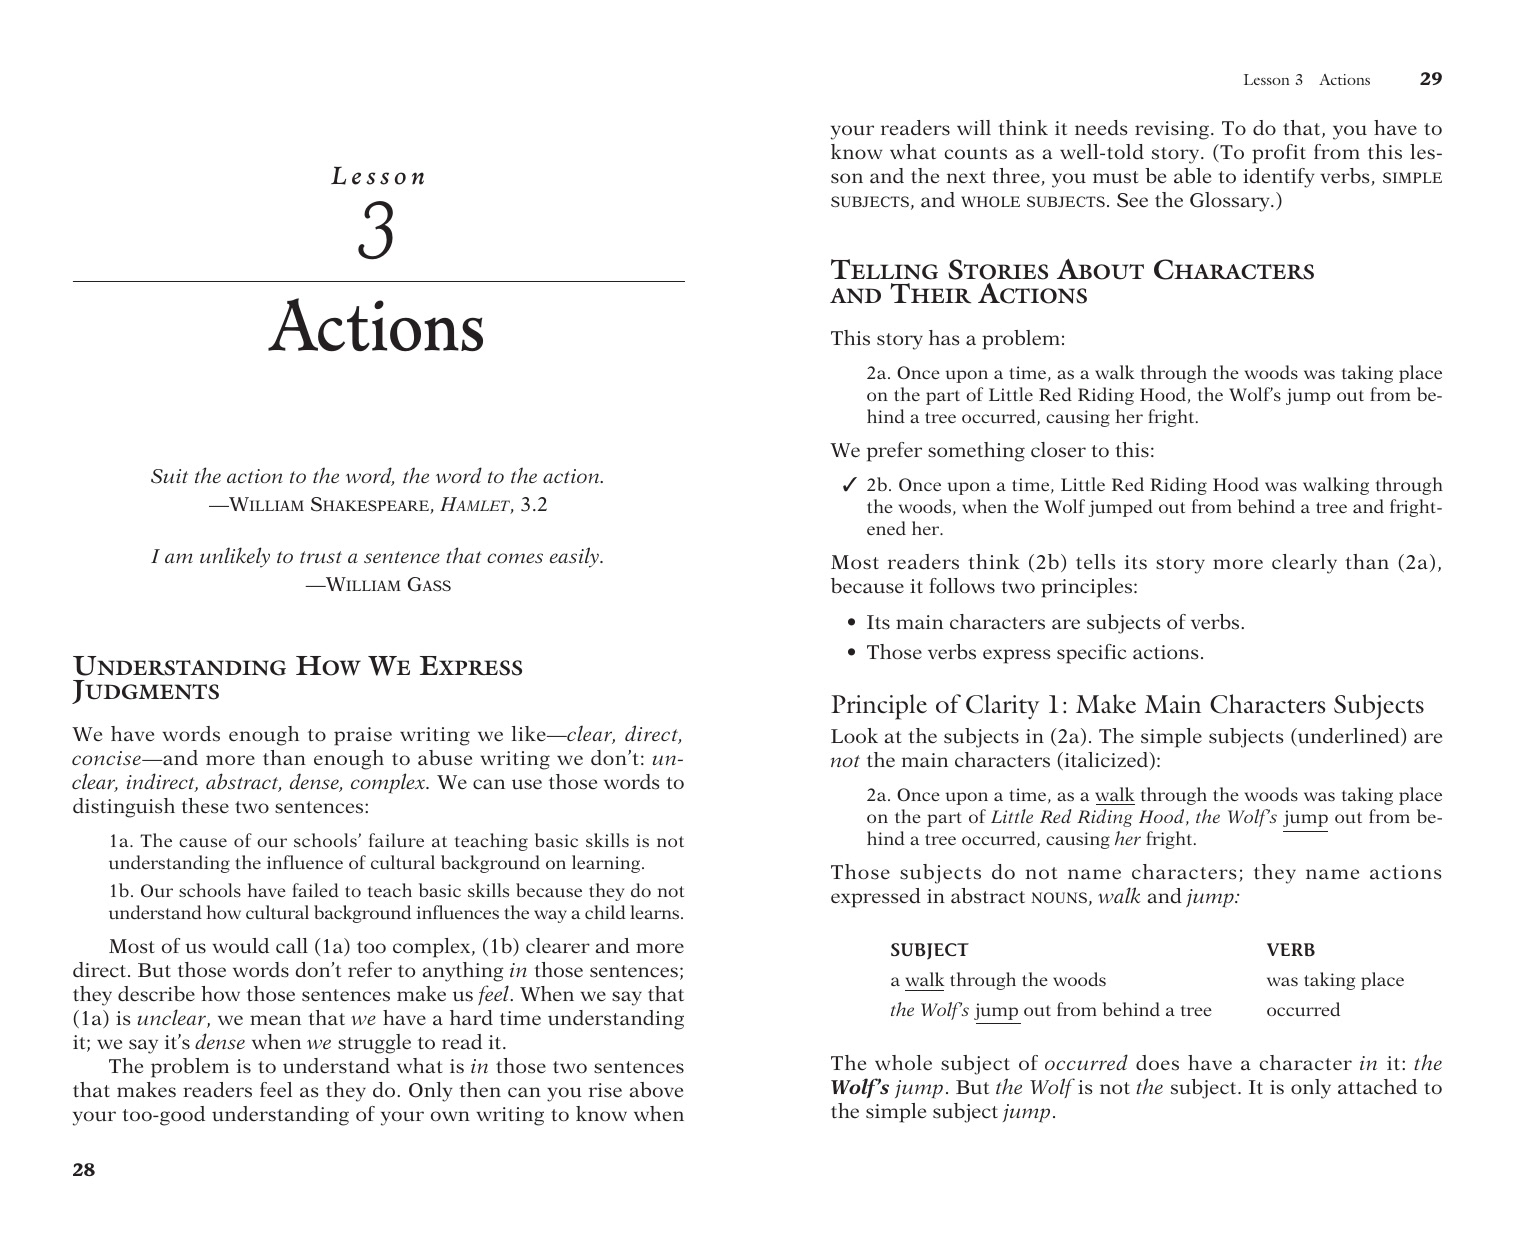 Lesson
3
Actions
Suit the action to the word, the word to the action.
—William Shakespeare, Hamlet, 3.2
I am unlikely to trust a sentence that comes easily.
—William Gass
Understanding How We Express
Judgments
We have words enough to praise writing we like—clear, direct,
concise—and more than enough to abuse writing we don’t: un-
clear, indirect, abstract, dense, complex. We can use those words to
distinguish these two sentences:
1a. The cause of our schools’ failure at teaching basic skills is not
understanding the influence of cultural background on learning.
1b. Our schools have failed to teach basic skills because they do not
understand how cultural background influences the way a child learns.
Most of us would call (1a) too complex, (1b) clearer and more
direct. But those words don’t refer to anything in those sentences;
they describe how those sentences make us feel. When we say that
(1a) is unclear, we mean that we have a hard time understanding
it; we say it’s dense when we struggle to read it.
The problem is to understand what is in those two sentences
that makes readers feel as they do. Only then can you rise above
your too-good understanding of your own writing to know when
28
Lesson 3 Actions 29
your readers will think it needs revising. To do that, you have to
know what counts as a well-told story. (To profit from this les-
son and the next three, you must be able to identify verbs, simple
subjects, and whole subjects. See the Glossary.)
Telling Stories About Characters
and Their Actions
This story has a problem:
2a. Once upon a time, as a walk through the woods was taking place
on the part of Little Red Riding Hood, the Wolf’s jump out from be-
hind a tree occurred, causing her fright.
We prefer something closer to this:
✓ 2b. Once upon a time, Little Red Riding Hood was walking through
the woods, when the Wolf jumped out from behind a tree and fright-
ened her.
Most readers think (2b) tells its story more clearly than (2a),
because it follows two principles:
• Its main characters are subjects of verbs.
• Those verbs express specific actions.
Principle of Clarity 1: Make Main Characters Subjects
Look at the subjects in (2a). The simple subjects (underlined) are
not the main characters (italicized):
2a. Once upon a time, as a walk through the woods was taking place
on the part of Little Red Riding Hood, the Wolf’s jump out from be-
hind a tree occurred, causing her fright.
Those subjects do not name characters; they name actions
expressed in abstract nouns, walk and jump:
SUBJECT VERB
a walk through the woods was taking place
the Wolf’s jump out from behind a tree occurred
The whole subject of occurred does have a character in it: the
Wolf’s jump. But the Wolf is not the subject. It is only attached to
the simple subject jump.